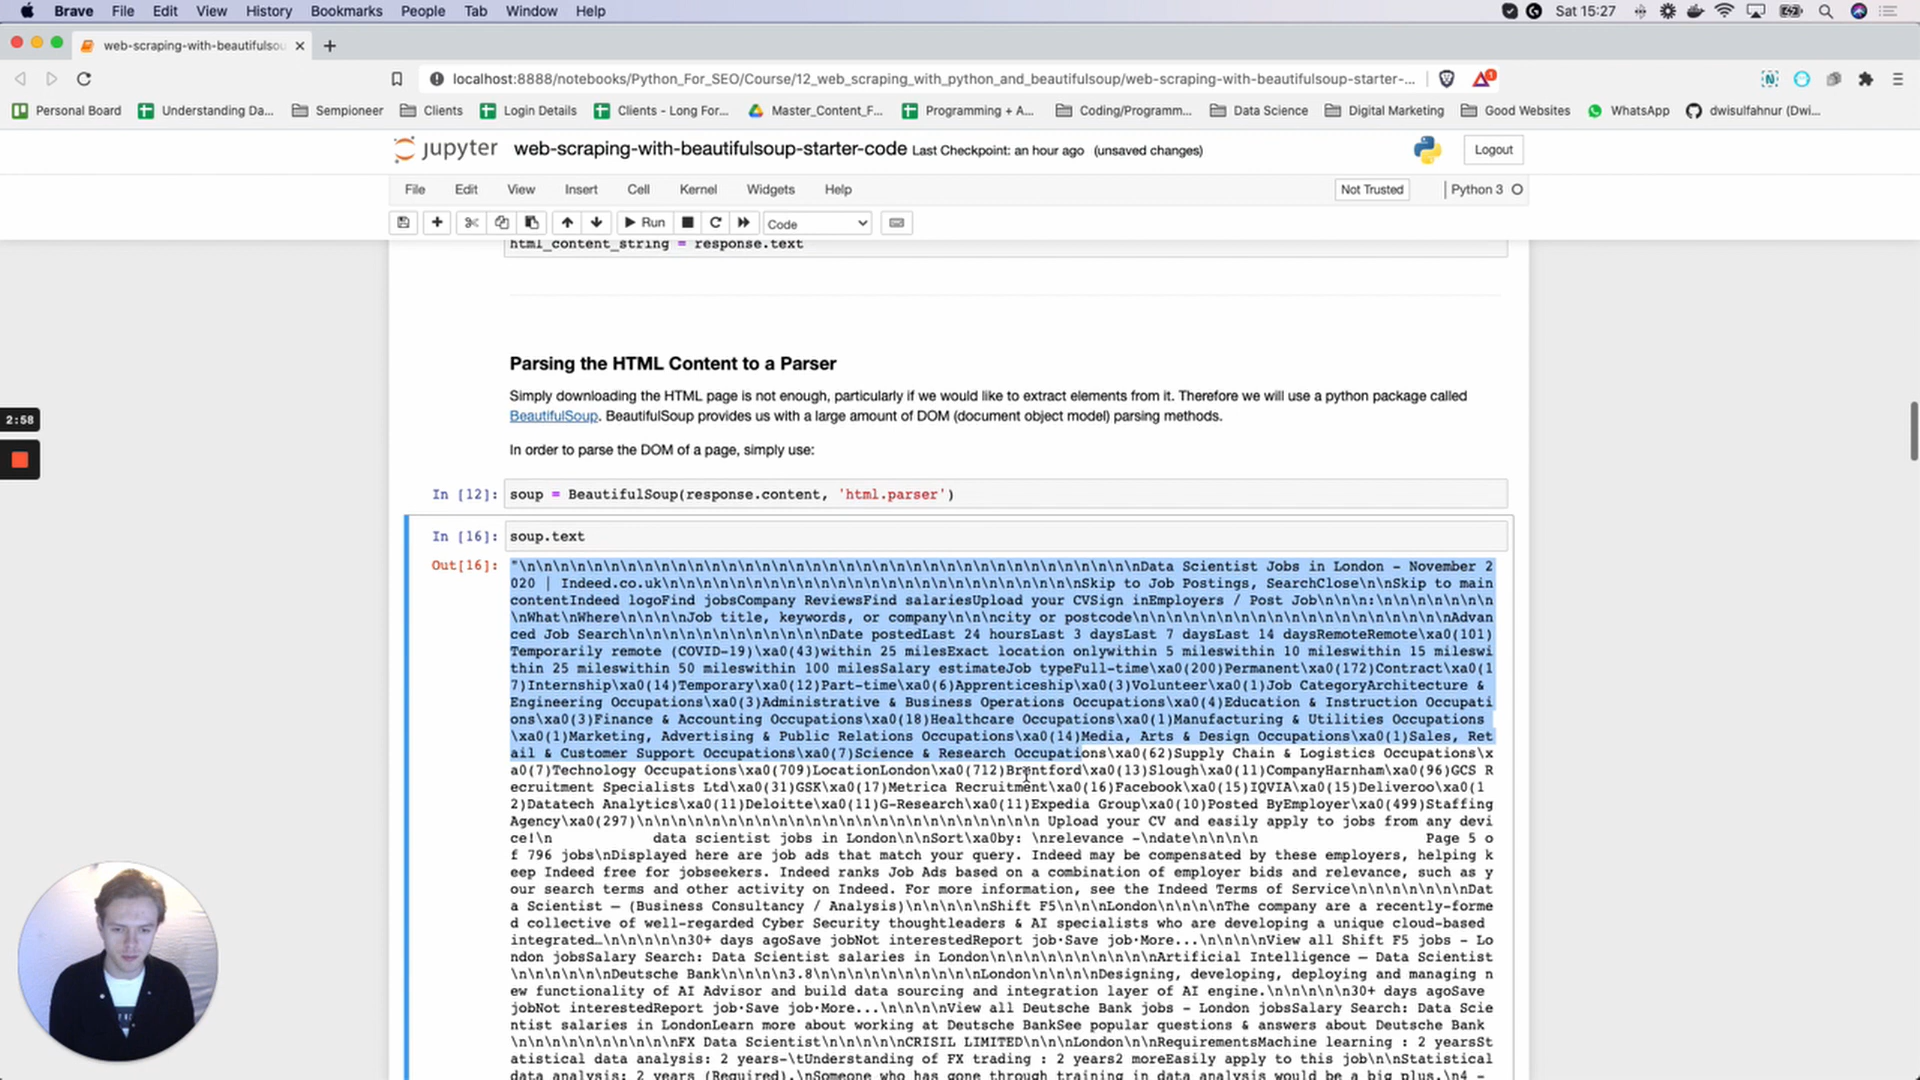 Brave File Edit View History Bookmarks People Tab Window Help Sat 15:27
web-scraping-with-beautifulsou
localhost:8888/notebooks/Python_For_SEO/Course/12_web_scraping_with_python_and_beautifulsoup/web-scraping-with-beautifulsoup-starter-... 1
Personal Board Understanding Da... Sempioneer Clients Login Details Clients - Long For... Master_Content_F... Programming + A... Coding/Programm... Data Science Digital Marketing Good Websites WhatsApp dwisulfahnur (Dwi...
jupyter web-scraping-with-beautifulsoup-starter-code Last Checkpoint: an hour ago (unsaved changes) Logout
File Edit View Insert Cell Kernel Widgets Help Not Trusted Python 3
Run Code
html_content_string = response.text
Parsing the HTML Content to a Parser
Simply downloading the HTML page is not enough, particularly if we would like to extract elements from it. Therefore we will use a python package called
BeautifulSoup. BeautifulSoup provides us with a large amount of DOM (document object model) parsing methods.
2:58
In order to parse the DOM of a page, simply use:
In [12]: soup = BeautifulSoup(response.content, 'html.parser')
In [16]: soup.text
Out[16]: "\n\n\n\n\n\n\n\n\n\n\n\n\n\n\n\n\n\n\n\n\n\n\n\n\n\n\n\n\n\n\n\n\n\n\n\n\nData Scientist Jobs in London - November 2
020 | Indeed.co.uk\n\n\n\n\n\n\n\n\n\n\n\n\n\n\n\n\n\n\n\n\n\n\n\n\nSkip to Job Postings, SearchClose\n\nSkip to main
contentIndeed logoFind jobsCompany ReviewsFind salariesUpload your CVSign inEmployers / Post Job\n\n\n:\n\n\n\n\n\n\n
\nWhat\nWhere\n\n\n\nJob title, keywords, or company\n\n\ncity or postcode\n\n\n\n\n\n\n\n\n\n\n\n\n\n\n\n\n\n\nAdvan
ced Job Search\n\n\n\n\n\n\n\n\n\n\n\nDate postedLast 24 hoursLast 3 daysLast 7 daysLast 14 daysRemoteRemote\xa0(101)
Temporarily remote (COVID-19)\xa0(43)within 25 milesExact location onlywithin 5 mileswithin 10 mileswithin 15 mileswi
thin 25 mileswithin 50 mileswithin 100 milesSalary estimateJob typeFull-time\xa0(200)Permanent\xa0(172)Contract\xa0(1
7)Internship\xa0(14)Temporary\xa0(12)Part-time\xa0(6)Apprenticeship\xa0(3)Volunteer\xa0(1)Job CategoryArchitecture &
Engineering Occupations\xa0(3)Administrative & Business Operations Occupations\xa0(4)Education & Instruction Occupati
ons\xa0(3)Finance & Accounting Occupations\xa0(18)Healthcare Occupations\xa0(1)Manufacturing & Utilities Occupations
\xa0(1)Marketing, Advertising & Public Relations Occupations\xa0(14)Media, Arts & Design Occupations\xa0(1)Sales, Ret
ail & Customer Support Occupations\xa0(7)Science & Research Occupations\xa0(62)Supply Chain & Logistics Occupations\x
a0(7)Technology Occupations\xa0(709)LocationLondon\xa0(712)Brentford\xa0(13)Slough\xa0(11)CompanyHarnham\xa0(96)GCS R
ecruitment Specialists Ltd\xa0(31)GSK\xa0(17)Metrica Recruitment\xa0(16)Facebook\xa0(15)IQVIA\xa0(15)Deliveroo\xa0(1
2)Datatech Analytics\xa0(11)Deloitte\xa0(11)G-Research\xa0(11)Expedia Group\xa0(10)Posted ByEmployer\xa0(499)Staffing
Agency\xa0(297)\n\n\n\n\n\n\n\n\n\n\n\n\n\n\n\n\n\n\n\n\n\n\n\n Upload your CV and easily apply to jobs from any devi
ce!\n data scientist jobs in London\n\nSort\xa0by: \nrelevance -\ndate\n\n\n\n Page 5 o
f 796 jobs\nDisplayed here are job ads that match your query. Indeed may be compensated by these employers, helping k
eep Indeed free for jobseekers. Indeed ranks Job Ads based on a combination of employer bids and relevance, such as y
our search terms and other activity on Indeed. For more information, see the Indeed Terms of Service\n\n\n\n\n\n\nDat
a Scientist – (Business Consultancy / Analysis)\n\n\n\n\nShift F5\n\n\nLondon\n\n\n\nThe company are a recently-forme
d collective of well-regarded Cyber Security thoughtleaders & AI specialists who are developing a unique cloud-based
integrated…\n\n\n\n\n30+ days agoSave jobNot interestedReport job·Save job·More...\n\n\n\nView all Shift F5 jobs - Lo
ndon jobsSalary Search: Data Scientist salaries in London\n\n\n\n\n\n\n\n\n\nArtificial Intelligence – Data Scientist
\n\n\n\n\n\nDeutsche Bank\n\n\n\n3.8\n\n\n\n\n\n\n\n\n\nLondon\n\n\n\nDesigning, developing, deploying and managing n
ew functionality of AI Advisor and build data sourcing and integration layer of AI engine.\n\n\n\n\n30+ days agoSave
jobNot interestedReport job·Save job·More...\n\n\n\nView all Deutsche Bank jobs - London jobsSalary Search: Data Scie
ntist salaries in LondonLearn more about working at Deutsche BankSee popular questions & answers about Deutsche Bank
\n\n\n\n\n\n\n\n\nFX Data Scientist\n\n\n\nCRISIL LIMITED\n\n\nLondon\n\n\nRequirementsMachine learning : 2 yearsSt
atistical data analysis: 2 years-\tUnderstanding of FX trading : 2 years2 moreEasily apply to this job\n\n\nStatistical
data analysis: 2 years (Required).\nSomeone who has gone through training in data analysis would be a big plus.\n4 -